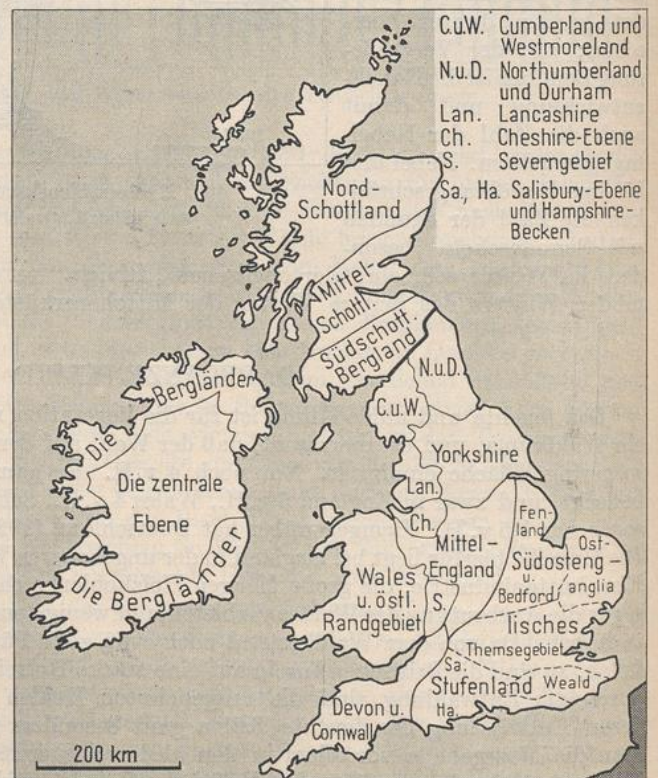 C.u.W. Cumberland und
Westmoreland
N.u.D. Northumberland
und Durham
Lan. Lancashire
Ch. Cheshire-Ebene
S. Severngebiet
Sa., Ha. Salisbury-Ebene
und Hampshire-
Becken
Nord-
Schottland
Mittel-
Schottl.
Südschott.
Bergland
N.u.D.
C.u.W.
Yorkshire
Lan.
Ch.
Mittel-
England
Wales
u. östl.
Randgebiet
S.
Fen-
land
u.
Bedford
Ost-
anglia
Südosteng-
lisches
Stufenland
Themsegebiet
Sa.
Ha.
Weald
Devon u.
Cornwall
Die Bergländer
Die zentrale
Ebene
Die Bergländer
200 km